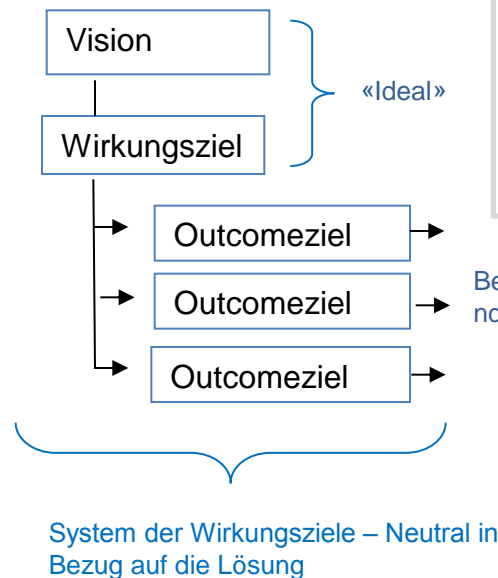 Vision
«Ideal»
Wirkungsziel
Outcomeziel
Outcomeziel
Outcomeziel
System der Wirkungsziele – Neutral in
Bezug auf die Lösung